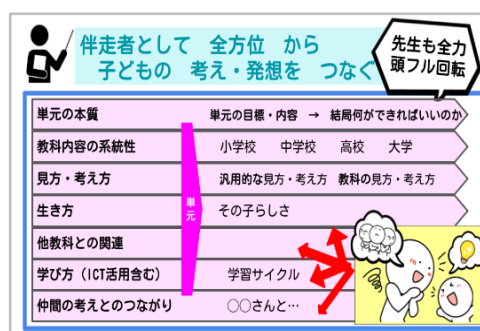 伴走者として 全方位 から
子どもの 考え・発想を つなぐ
先生も全力
頭フル回転
単元の本質 単元の目標・内容 → 結局何ができればいいのか
教科内容の系統性 小学校 中学校 高校 大学
見方・考え方 汎用的な見方・考え方 教科の見方・考え方
単元
生き方 その子らしさ
他教科との関連
学び方（ICT活用含む） 学習サイクル
仲間の考えとのつながり 〇〇さんと…